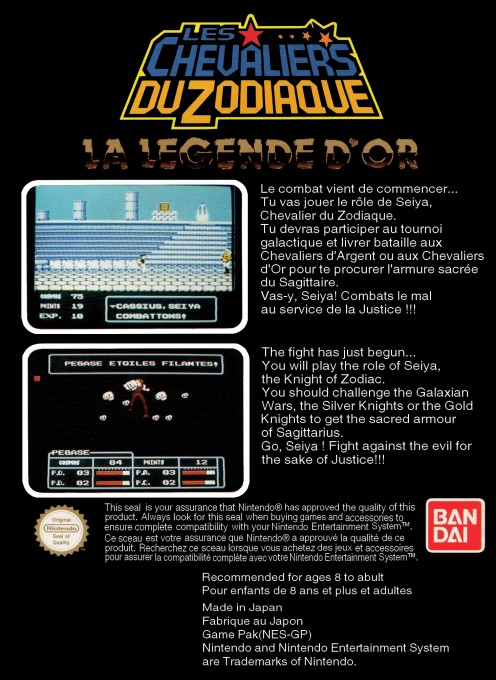 LES
CHEVALIERS
DU ZODIAQUE
LA LEGENDE D'OR
COSMOS 75
POINTS 19
EXP. 10
CASSIUS, SEIYA
COMBATTONS!
Le combat vient de commencer...
Tu vas jouer le rôle de Seiya,
Chevalier du Zodiaque.
Tu devras participer au tournoi
galactique et livrer bataille aux
Chevaliers d'Argent ou aux Chevaliers
d'Or pour te procurer l'armure sacrée
du Sagittaire.
Vas-y, Seiya! Combats le mal
au service de la Justice !!!
PEGASE ETOILES FILANTES!
PEGASE
COSMOS 84 POINTS 12
F.D. 03 F.A. 03
P.D. 02 P.C. 02
The fight has just begun...
You will play the role of Seiya,
the Knight of Zodiac.
You should challenge the Galaxian
Wars, the Silver Knights or the Gold
Knights to get the sacred armour
of Sagittarius.
Go, Seiya ! Fight against the evil for
the sake of Justice!!!
Original
Nintendo
Seal of
Quality
This seal is your assurance that Nintendo® has approved the quality of this
product. Always look for this seal when buying games and accessories to
ensure complete compatibility with your Nintendo Entertainment System™.
Ce sceau est votre assurance que Nintendo® a approuvé la qualité de ce
produit. Recherchez ce sceau lorsque vous achetez des jeux et accessoires
pour assurer la compatibilité complète avec votre Nintendo Entertainment System™.
BAN
DAI
Recommended for ages 8 to abult
Pour enfants de 8 ans et plus et adultes
Made in Japan
Fabrique au Japon
Game Pak(NES-GP)
Nintendo and Nintendo Entertainment System
are Trademarks of Nintendo.